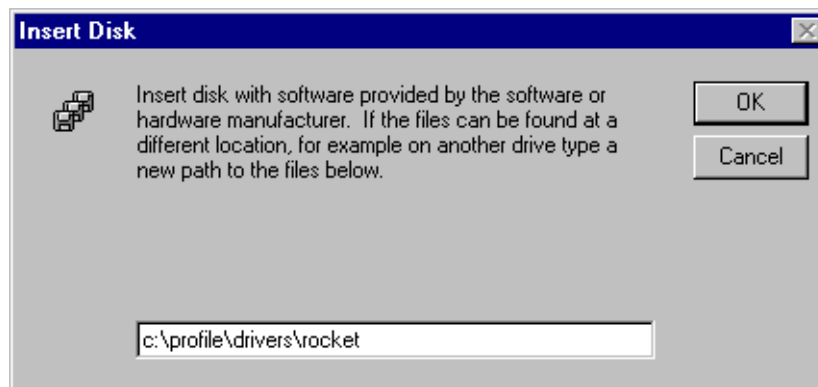 Insert Disk
Insert disk with software provided by the software or
hardware manufacturer.  If the files can be found at a
different location, for example on another drive type a
new path to the files below.
OK
Cancel
c:\profile\drivers\rocket